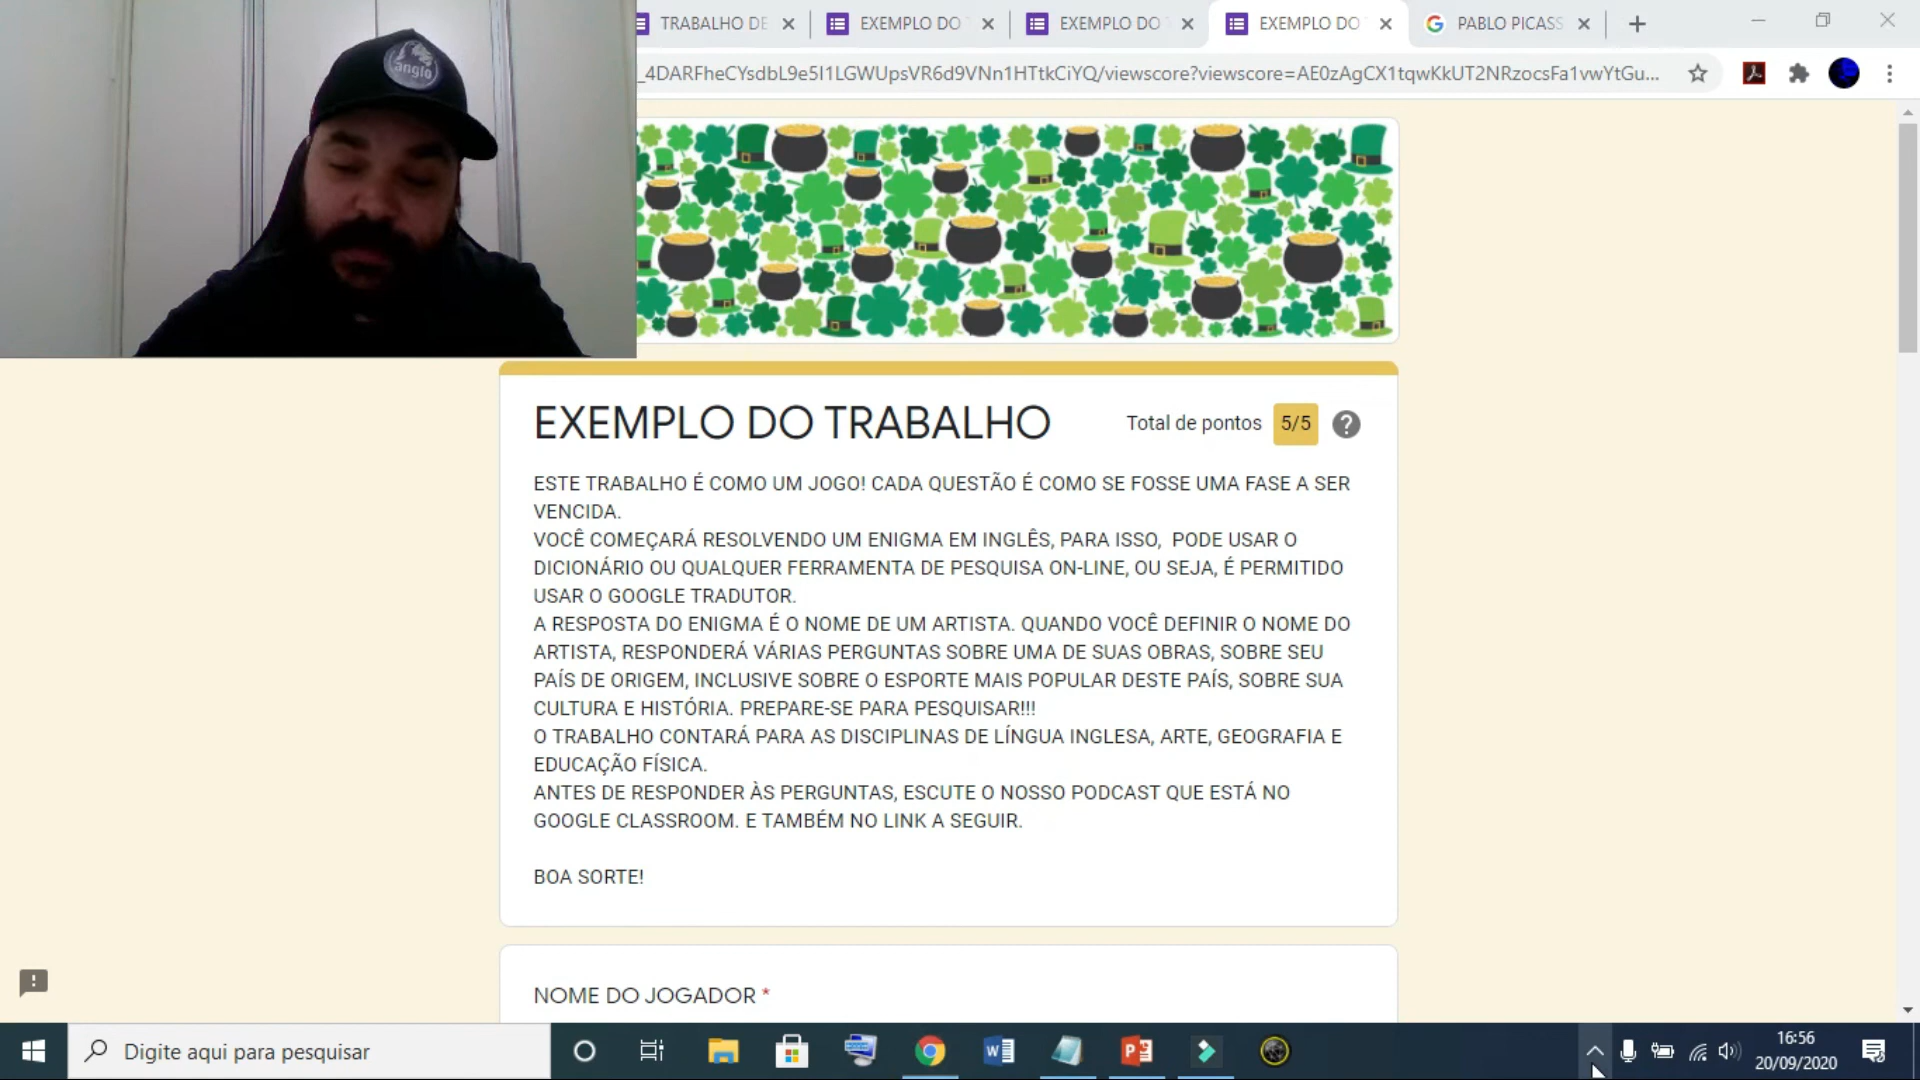 anglo
TRABALHO DE
EXEMPLO DO
EXEMPLO DO
EXEMPLO DO
PABLO PICASS
_4DARFheCYsdbL9e5I1LGWUpsVR6d9VNn1HTtkCiYQ/viewscore?viewscore=AE0zAgCX1tqwKkUT2NRzocsFa1vwYtGu...
EXEMPLO DO TRABALHO
Total de pontos 5/5
ESTE TRABALHO É COMO UM JOGO! CADA QUESTÃO É COMO SE FOSSE UMA FASE A SER
VENCIDA.
VOCÊ COMEÇARÁ RESOLVENDO UM ENIGMA EM INGLÊS, PARA ISSO, PODE USAR O
DICIONÁRIO OU QUALQUER FERRAMENTA DE PESQUISA ON-LINE, OU SEJA, É PERMITIDO
USAR O GOOGLE TRADUTOR.
A RESPOSTA DO ENIGMA É O NOME DE UM ARTISTA. QUANDO VOCÊ DEFINIR O NOME DO
ARTISTA, RESPONDERÁ VÁRIAS PERGUNTAS SOBRE UMA DE SUAS OBRAS, SOBRE SEU
PAÍS DE ORIGEM, INCLUSIVE SOBRE O ESPORTE MAIS POPULAR DESTE PAÍS, SOBRE SUA
CULTURA E HISTÓRIA. PREPARE-SE PARA PESQUISAR!!!
O TRABALHO CONTARÁ PARA AS DISCIPLINAS DE LÍNGUA INGLESA, ARTE, GEOGRAFIA E
EDUCAÇÃO FÍSICA.
ANTES DE RESPONDER ÀS PERGUNTAS, ESCUTE O NOSSO PODCAST QUE ESTÁ NO
GOOGLE CLASSROOM. E TAMBÉM NO LINK A SEGUIR.
BOA SORTE!
NOME DO JOGADOR *
Digite aqui para pesquisar
16:56
20/09/2020